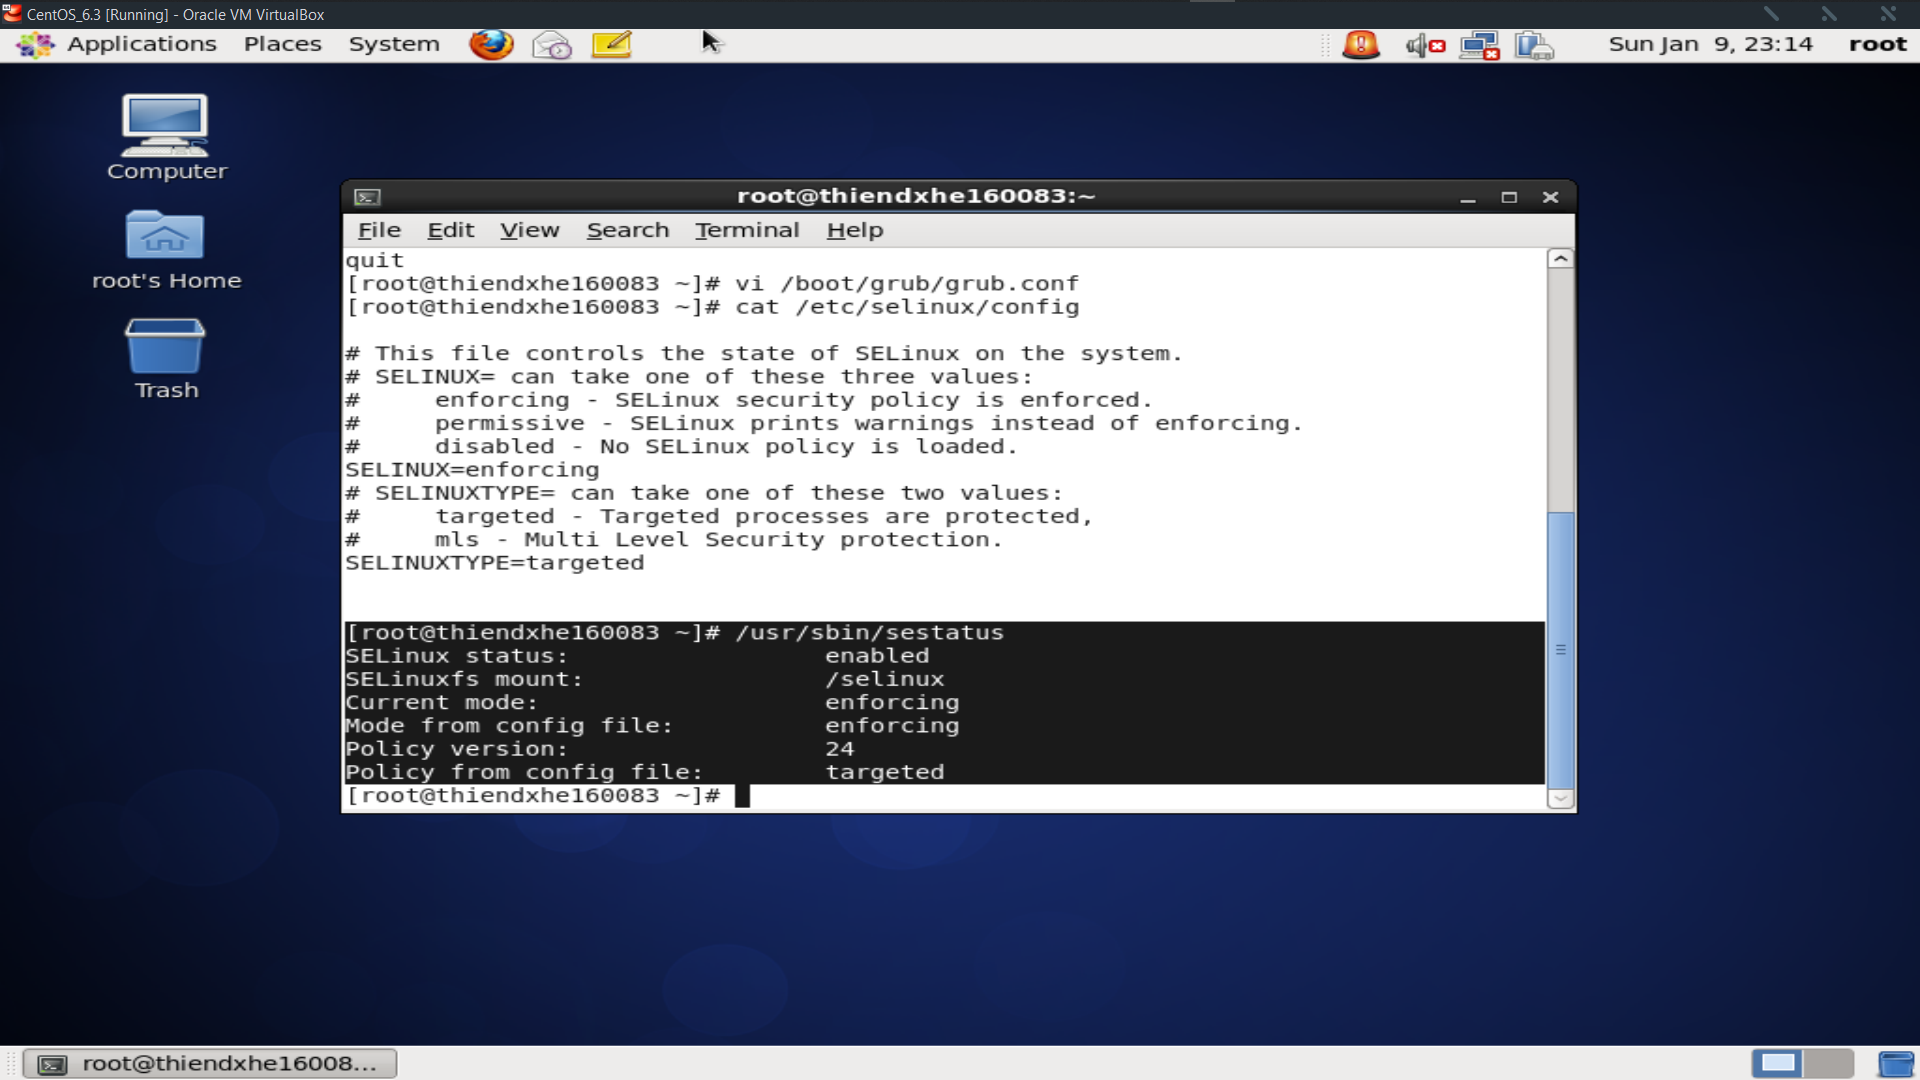 CentOS_6.3 [Running] - Oracle VM VirtualBox
Applications Places System Sun Jan 9, 23:14 root
Computer
root's Home
Trash
root@thiendxhe160083:~
File Edit View Search Terminal Help
quit
[root@thiendxhe160083 ~]# vi /boot/grub/grub.conf
[root@thiendxhe160083 ~]# cat /etc/selinux/config
# This file controls the state of SELinux on the system.
# SELINUX= can take one of these three values:
#     enforcing - SELinux security policy is enforced.
#     permissive - SELinux prints warnings instead of enforcing.
#     disabled - No SELinux policy is loaded.
SELINUX=enforcing
# SELINUXTYPE= can take one of these two values:
#     targeted - Targeted processes are protected,
#     mls - Multi Level Security protection.
SELINUXTYPE=targeted
[root@thiendxhe160083 ~]# /usr/sbin/sestatus
SELinux status:                 enabled
SELinuxfs mount:                /selinux
Current mode:                   enforcing
Mode from config file:          enforcing
Policy version:                 24
Policy from config file:        targeted
[root@thiendxhe160083 ~]#
root@thiendxhe16008...